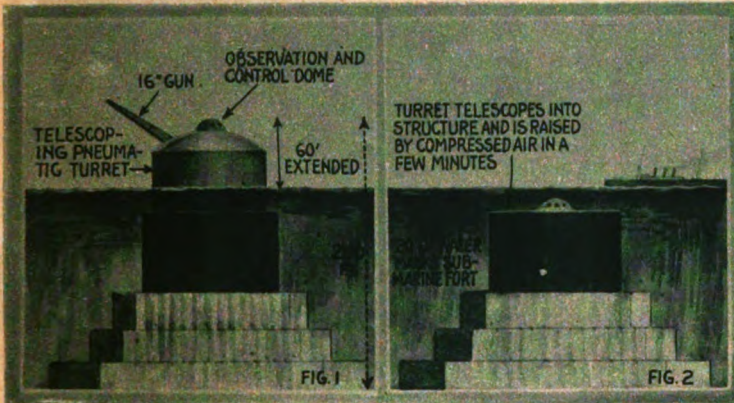 OBSERVATION AND
CONTROL DOME
16" GUN.
TELESCOP-
ING PNEUMA-
TIC TURRET
60'
EXTENDED
FIG. 1
TURRET TELESCOPES INTO
STRUCTURE AND IS RAISED
BY COMPRESSED AIR IN A
FEW MINUTES
SUB-
MARINE FORT
FIG. 2